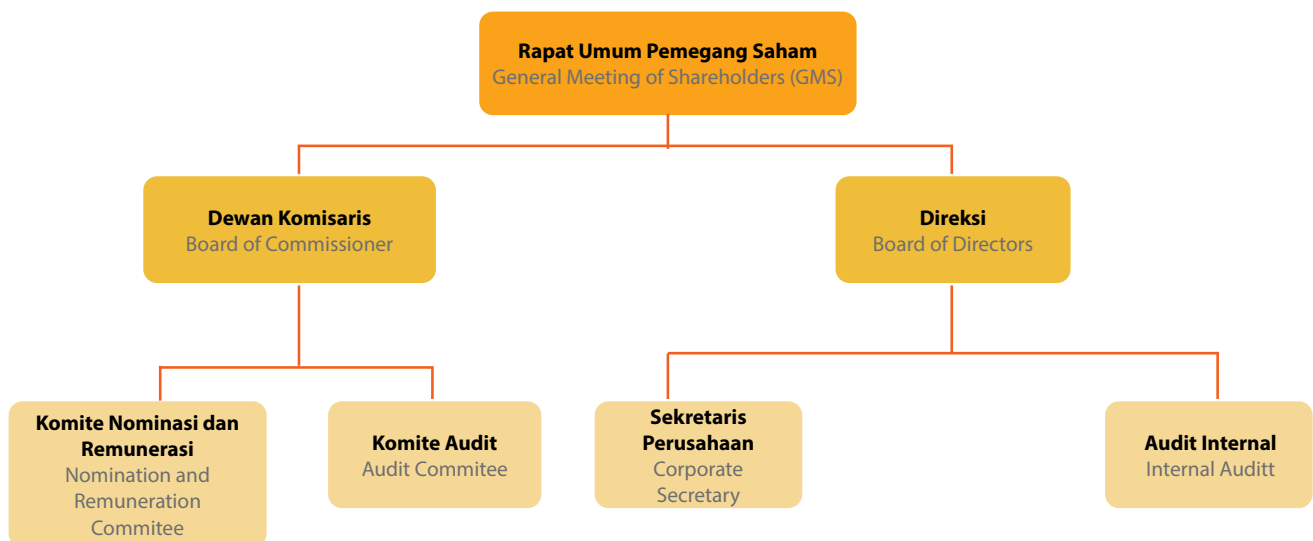 Rapat Umum Pemegang Saham
General Meeting of Shareholders (GMS)
Dewan Komisaris
Board of Commissioner
Direksi
Board of Directors
Komite Nominasi dan
Remunerasi
Nomination and
Remuneration
Commitee
Komite Audit
Audit Commitee
Sekretaris
Perusahaan
Corporate
Secretary
Audit Internal
Internal Auditt